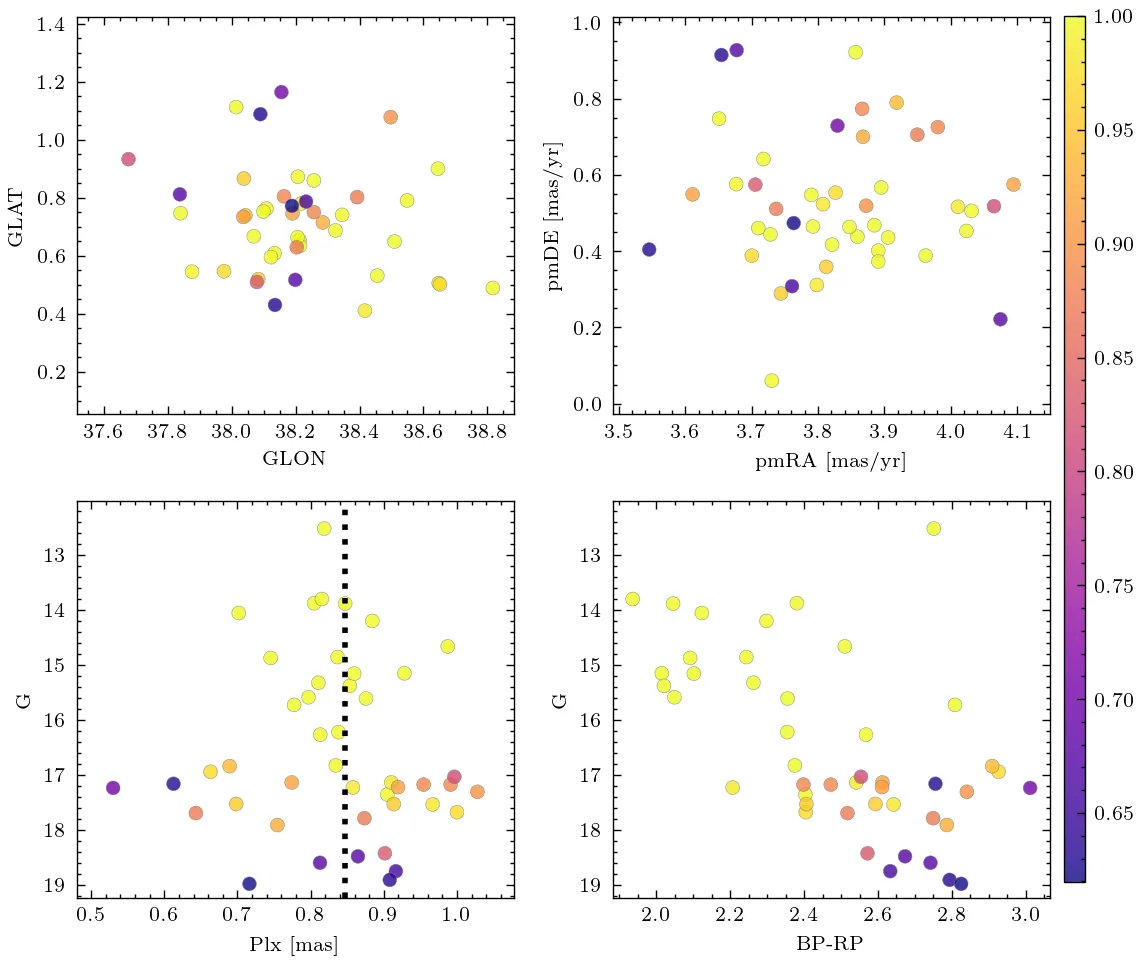 1.4
1.2
1.0
0.8
0.6
0.4
0.2
GLAT
37.6 37.8 38.0 38.2 38.4 38.6 38.8
GLON
1.0
0.8
0.6
0.4
0.2
0.0
pmDE [mas/yr]
3.5 3.6 3.7 3.8 3.9 4.0 4.1
pmRA [mas/yr]
13
14
15
16
17
18
19
G
0.5 0.6 0.7 0.8 0.9 1.0
Plx [mas]
13
14
15
16
17
18
19
G
2.0 2.2 2.4 2.6 2.8 3.0
BP-RP
1.00
0.95
0.90
0.85
0.80
0.75
0.70
0.65